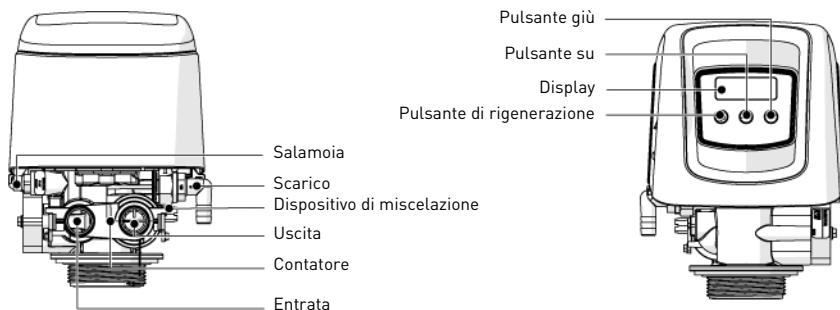 Salamoia
Scarico
Dispositivo di miscelazione
Uscita
Contatore
Entrata
Pulsante giù
Pulsante su
Display
Pulsante di rigenerazione